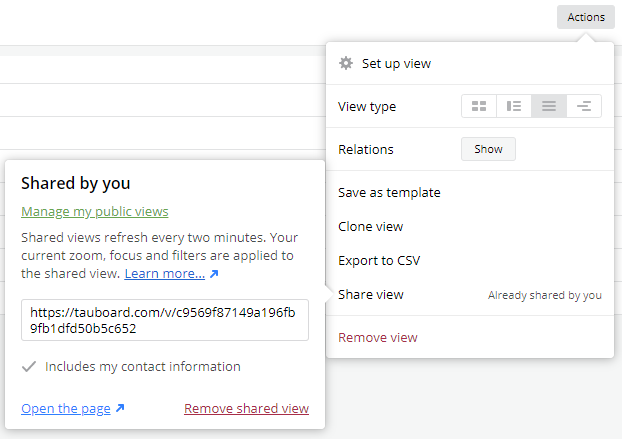 Actions
Set up view
View type
Relations Show
Save as template
Clone view
Export to CSV
Share view Already shared by you
Remove view
Shared by you
Manage my public views
Shared views refresh every two minutes. Your
current zoom, focus and filters are applied to
the shared view. Learn more...
https://tauboard.com/v/c9569f87149a196fb
9fb1dfd50b5c652
Includes my contact information
Open the page Remove shared view